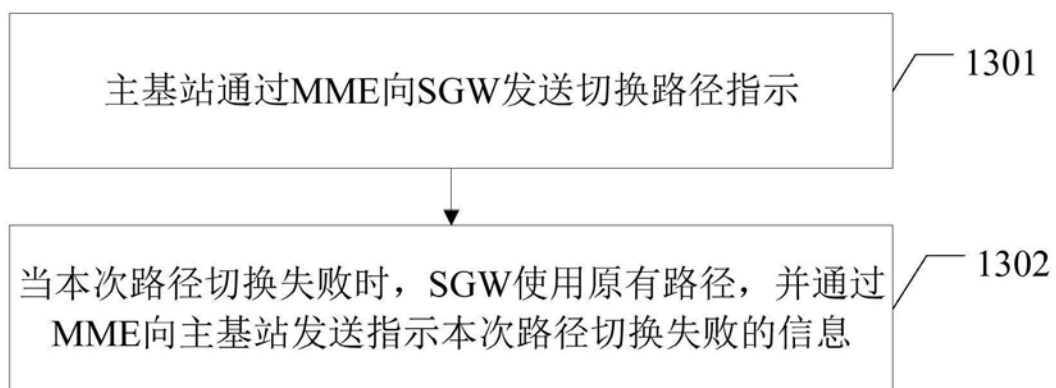 主基站通过MME向SGW发送切换路径指示
1301
当本次路径切换失败时，SGW使用原有路径，并通过
MME向主基站发送指示本次路径切换失败的信息
1302